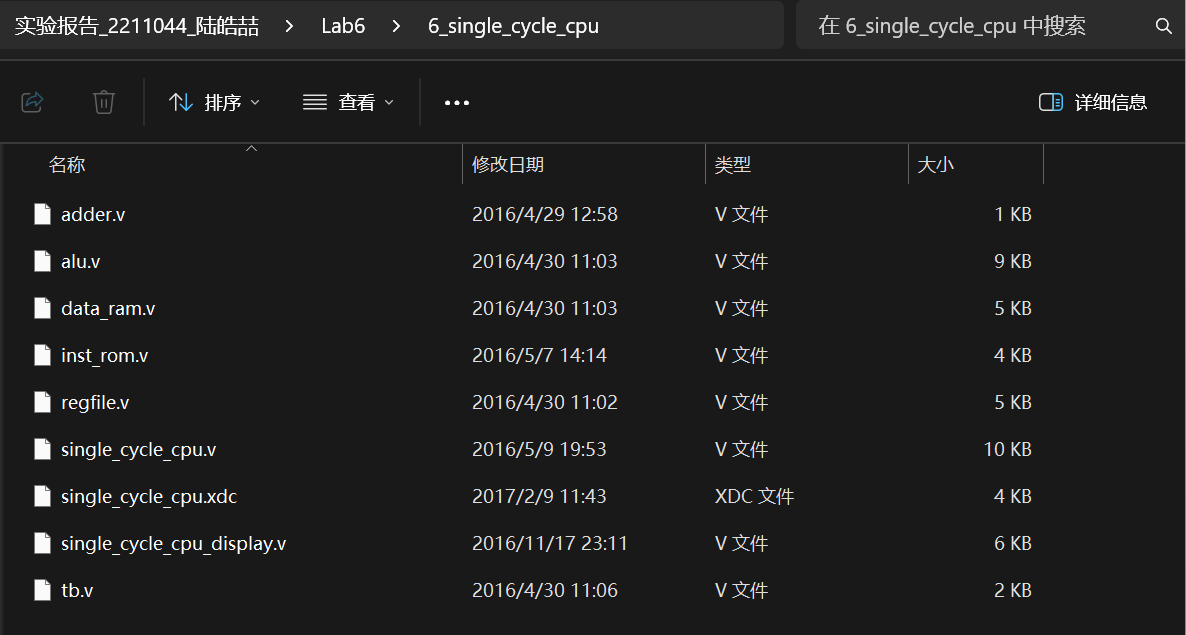 实验报告_2211044_陆皓喆 > Lab6 > 6_single_cycle_cpu 在 6_single_cycle_cpu 中搜索
排序 查看 ••• 详细信息
名称 修改日期 类型 大小
adder.v 2016/4/29 12:58 V 文件 1 KB
alu.v 2016/4/30 11:03 V 文件 9 KB
data_ram.v 2016/4/30 11:03 V 文件 5 KB
inst_rom.v 2016/5/7 14:14 V 文件 4 KB
regfile.v 2016/4/30 11:02 V 文件 5 KB
single_cycle_cpu.v 2016/5/9 19:53 V 文件 10 KB
single_cycle_cpu.xdc 2017/2/9 11:43 XDC 文件 4 KB
single_cycle_cpu_display.v 2016/11/17 23:11 V 文件 6 KB
tb.v 2016/4/30 11:06 V 文件 2 KB